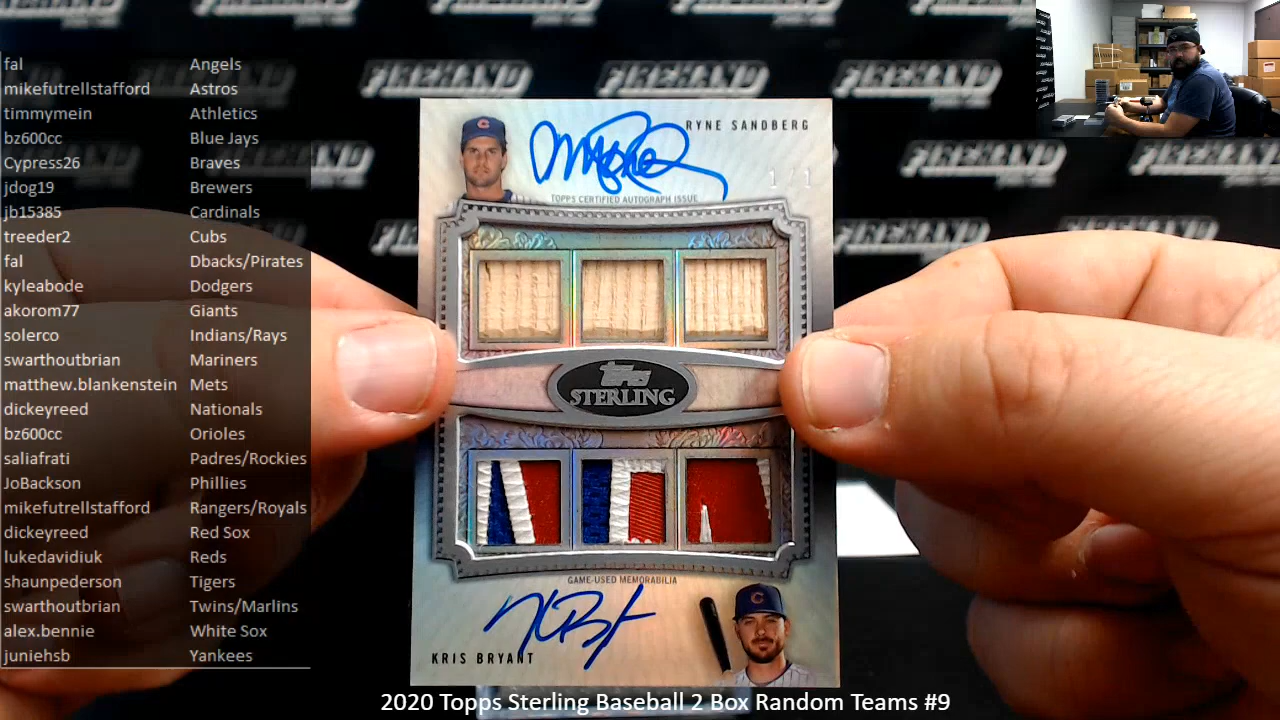 fal Angels
mikefutrellstafford Astros
timmymein Athletics
bz600cc Blue Jays
Cypress26 Braves
jdog19 Brewers
jb15385 Cardinals
treeder2 Cubs
fal Dbacks/Pirates
kyleabode Dodgers
akorom77 Giants
solerco Indians/Rays
swarthoutbrian Mariners
matthew.blankenstein Mets
dickeyreed Nationals
bz600cc Orioles
saliafrati Padres/Rockies
JoBackson Phillies
mikefutrellstafford Rangers/Royals
dickeyreed Red Sox
lukedavidiuk Reds
shaunpederson Tigers
swarthoutbrian Twins/Marlins
alex.bennie White Sox
juniehsb Yankees
FIREHAND FIREHAND FIREHAND
RYNE SANDBERG
1/1
TOPPS CERTIFIED AUTOGRAPH ISSUE
topps
STERLING
GAME-USED MEMORABILIA
KRIS BRYANT
2020 Topps Sterling Baseball 2 Box Random Teams #9